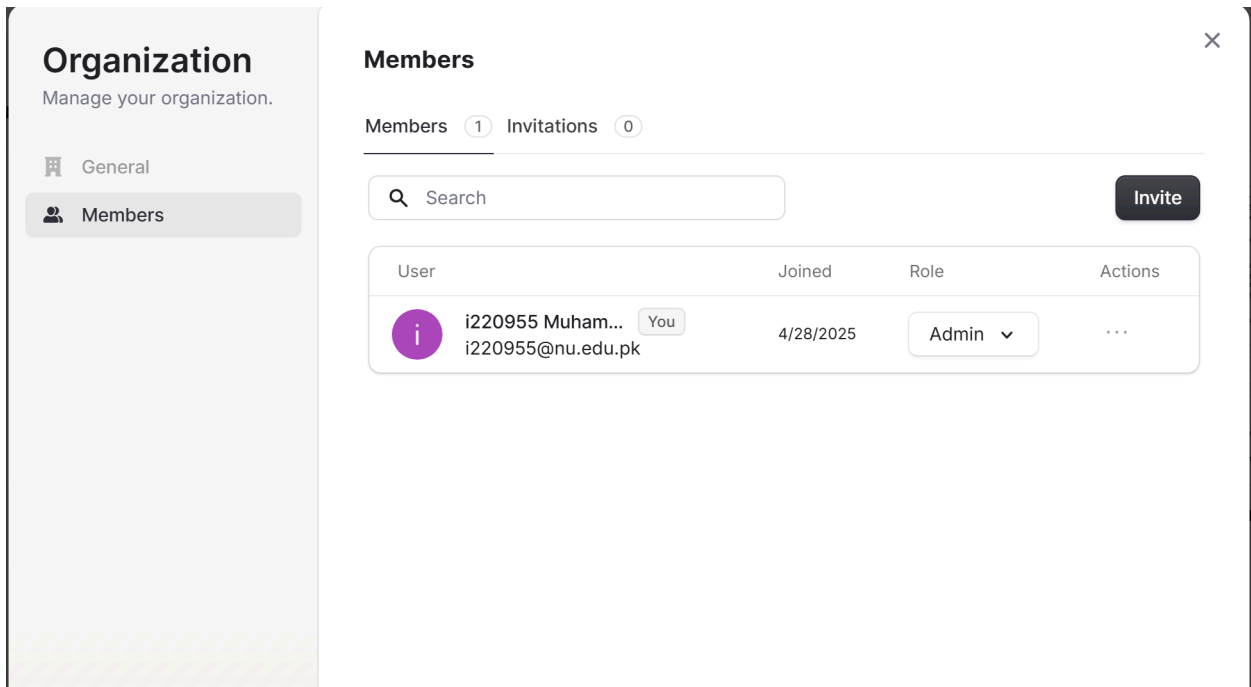 Organization
Manage your organization.
General
Members
Members
Members 1 Invitations 0
Search
Invite
User Joined Role Actions
i
i220955 Muham... You
i220955@nu.edu.pk
4/28/2025
Admin
...